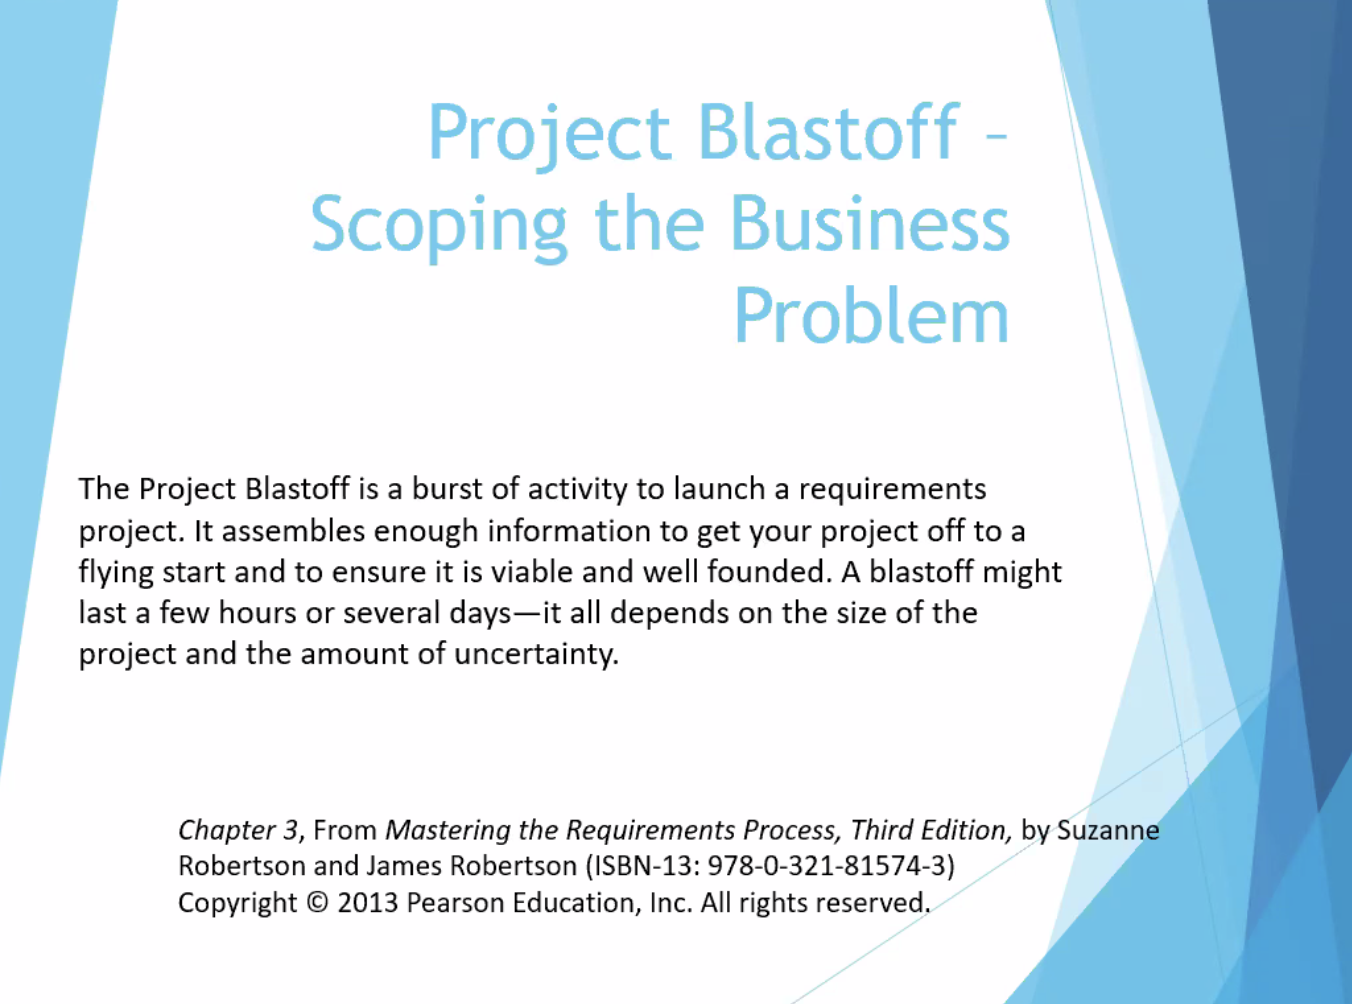 Project Blastoff –
Scoping the Business
Problem
The Project Blastoff is a burst of activity to launch a requirements
project. It assembles enough information to get your project off to a
flying start and to ensure it is viable and well founded. A blastoff might
last a few hours or several days—it all depends on the size of the
project and the amount of uncertainty.
Chapter 3, From Mastering the Requirements Process, Third Edition, by Suzanne
Robertson and James Robertson (ISBN-13: 978-0-321-81574-3)
Copyright © 2013 Pearson Education, Inc. All rights reserved.